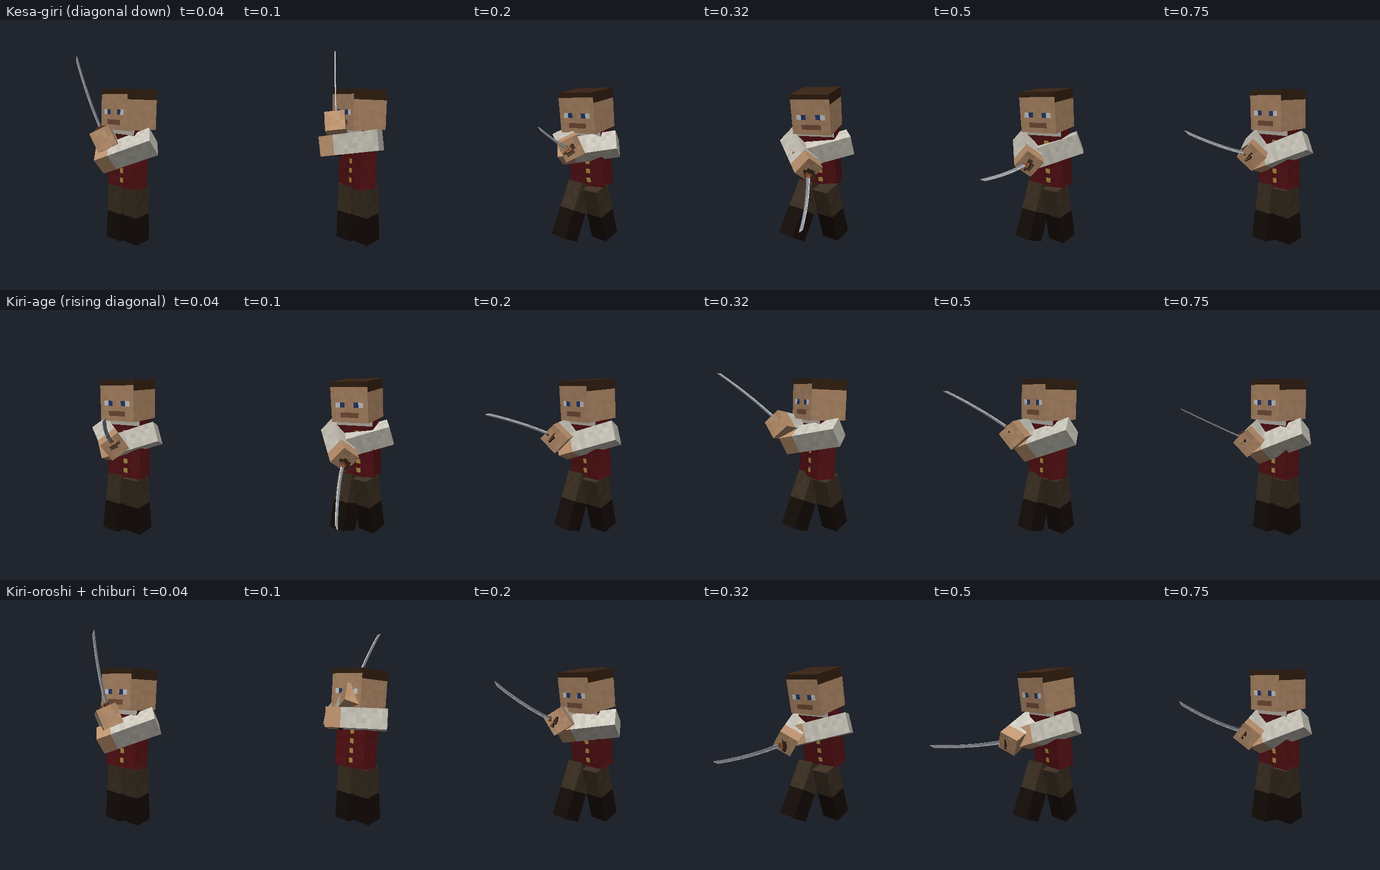 Kesa-giri (diagonal down)  t=0.04  t=0.1  t=0.2  t=0.32  t=0.5  t=0.75
Kiri-age (rising diagonal)  t=0.04  t=0.1  t=0.2  t=0.32  t=0.5  t=0.75
Kiri-oroshi + chiburi  t=0.04  t=0.1  t=0.2  t=0.32  t=0.5  t=0.75